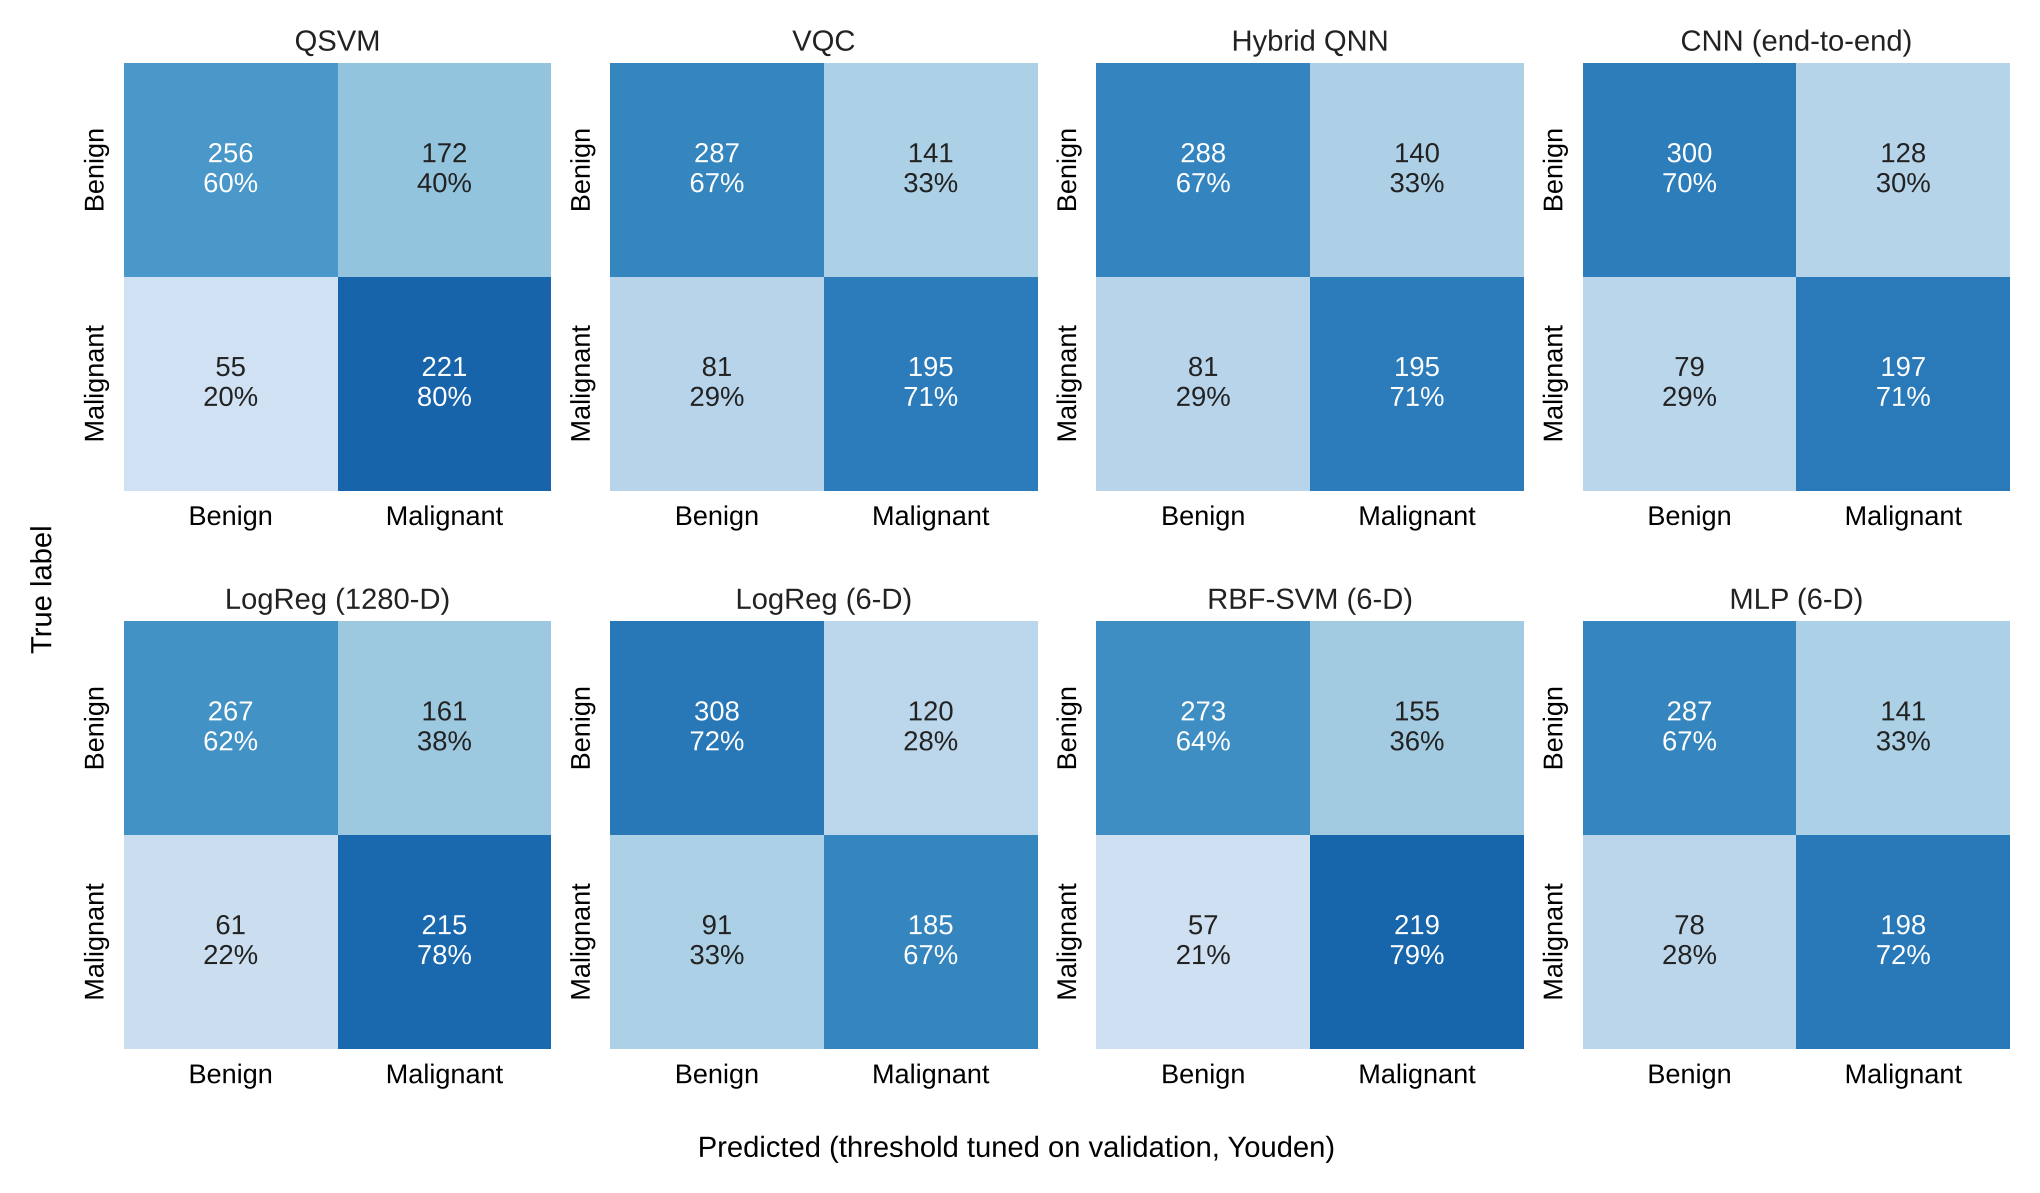 QSVM
VQC
Hybrid QNN
CNN (end-to-end)
Benign
256
60%
172
40%
Malignant
55
20%
221
80%
Benign
Malignant
Benign
287
67%
141
33%
Malignant
81
29%
195
71%
Benign
Malignant
Benign
288
67%
140
33%
Malignant
81
29%
195
71%
Benign
Malignant
Benign
300
70%
128
30%
Malignant
79
29%
197
71%
Benign
Malignant
True label
LogReg (1280-D)
LogReg (6-D)
RBF-SVM (6-D)
MLP (6-D)
Benign
267
62%
161
38%
Malignant
61
22%
215
78%
Benign
Malignant
Benign
308
72%
120
28%
Malignant
91
33%
185
67%
Benign
Malignant
Benign
273
64%
155
36%
Malignant
57
21%
219
79%
Benign
Malignant
Benign
287
67%
141
33%
Malignant
78
28%
198
72%
Benign
Malignant
Predicted (threshold tuned on validation, Youden)